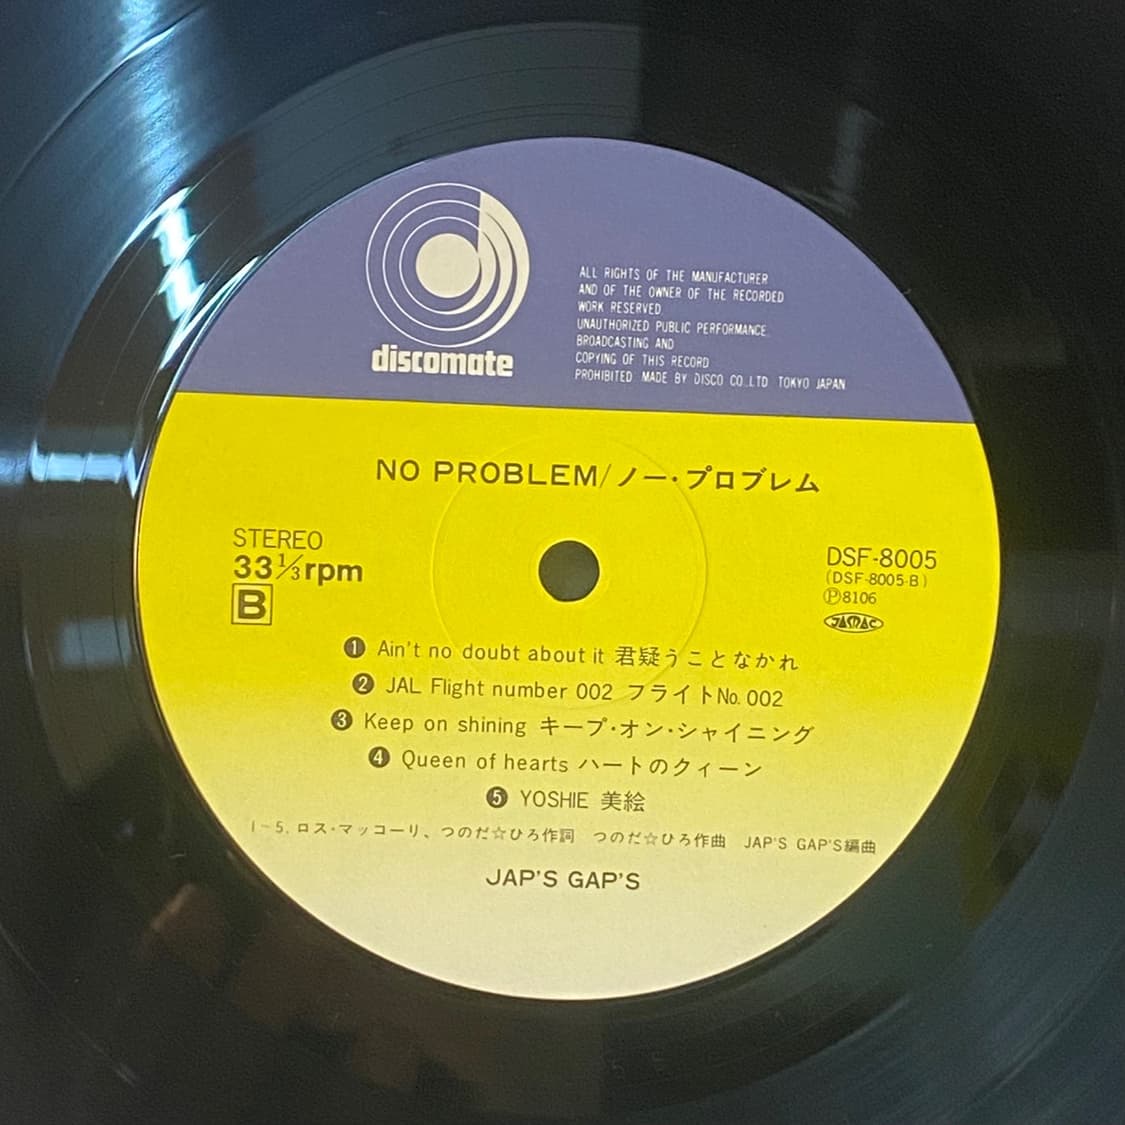 discomate
ALL RIGHTS OF THE MANUFACTURER
AND OF THE OWNER OF THE RECORDED
WORK RESERVED
UNAUTHORIZED PUBLIC PERFORMANCE
BROADCASTING AND
COPYING OF THIS RECORD
PROHIBITED MADE BY DISCO CO.,LTD TOKYO JAPAN
NO PROBLEM/ノー・プロブレム
STEREO
33⅓rpm
B
DSF-8005
(DSF-8005-B)
Ⓟ8106
JASRAC
❶ Ain't no doubt about it 君疑うことなかれ
❷ JAL Flight number 002 フライトNo. 002
❸ Keep on shining キープ・オン・シャイニング
❹ Queen of hearts ハートのクィーン
❺ YOSHIE 美絵
1~5. ロス・マッコーリ、つのだ☆ひろ作詞 つのだ☆ひろ作曲 JAP'S GAP'S編曲
JAP'S GAP'S